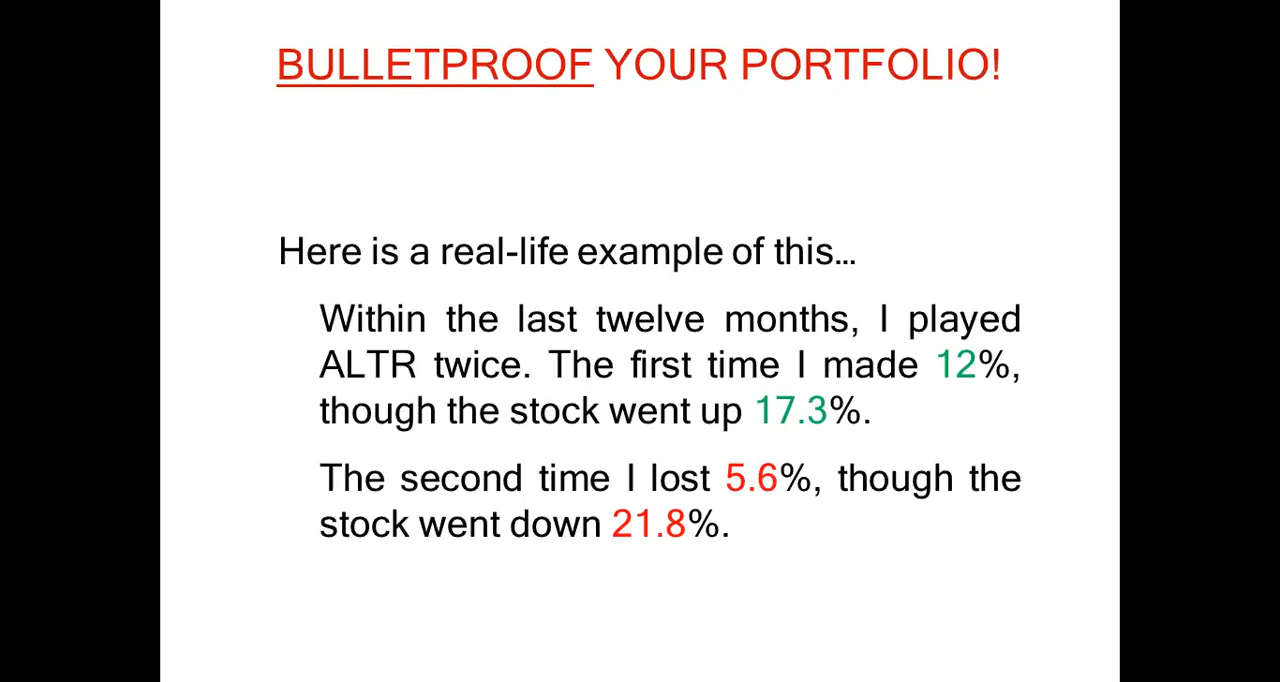 BULLETPROOF YOUR PORTFOLIO!
Here is a real-life example of this...
Within the last twelve months, I played
ALTR twice. The first time I made 12%,
though the stock went up 17.3%.
The second time I lost 5.6%, though the
stock went down 21.8%.